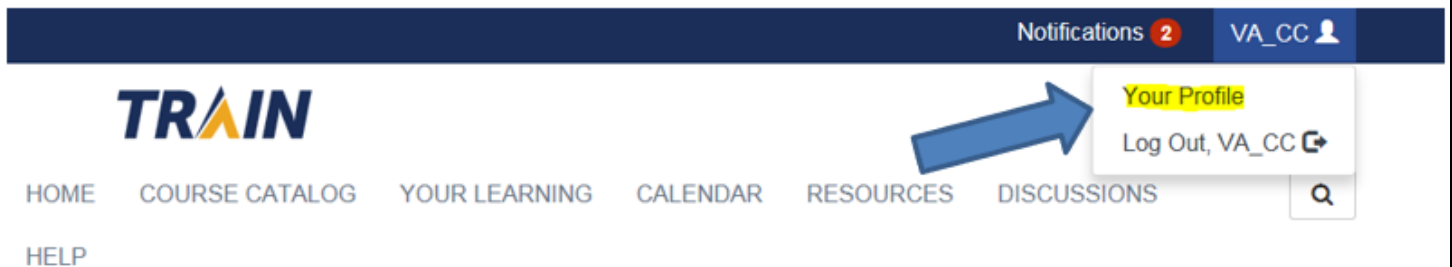 Notifications 2 VA_CC
Your Profile
TRAIN
Log Out, VA_CC
HOME COURSE CATALOG YOUR LEARNING CALENDAR RESOURCES DISCUSSIONS
HELP